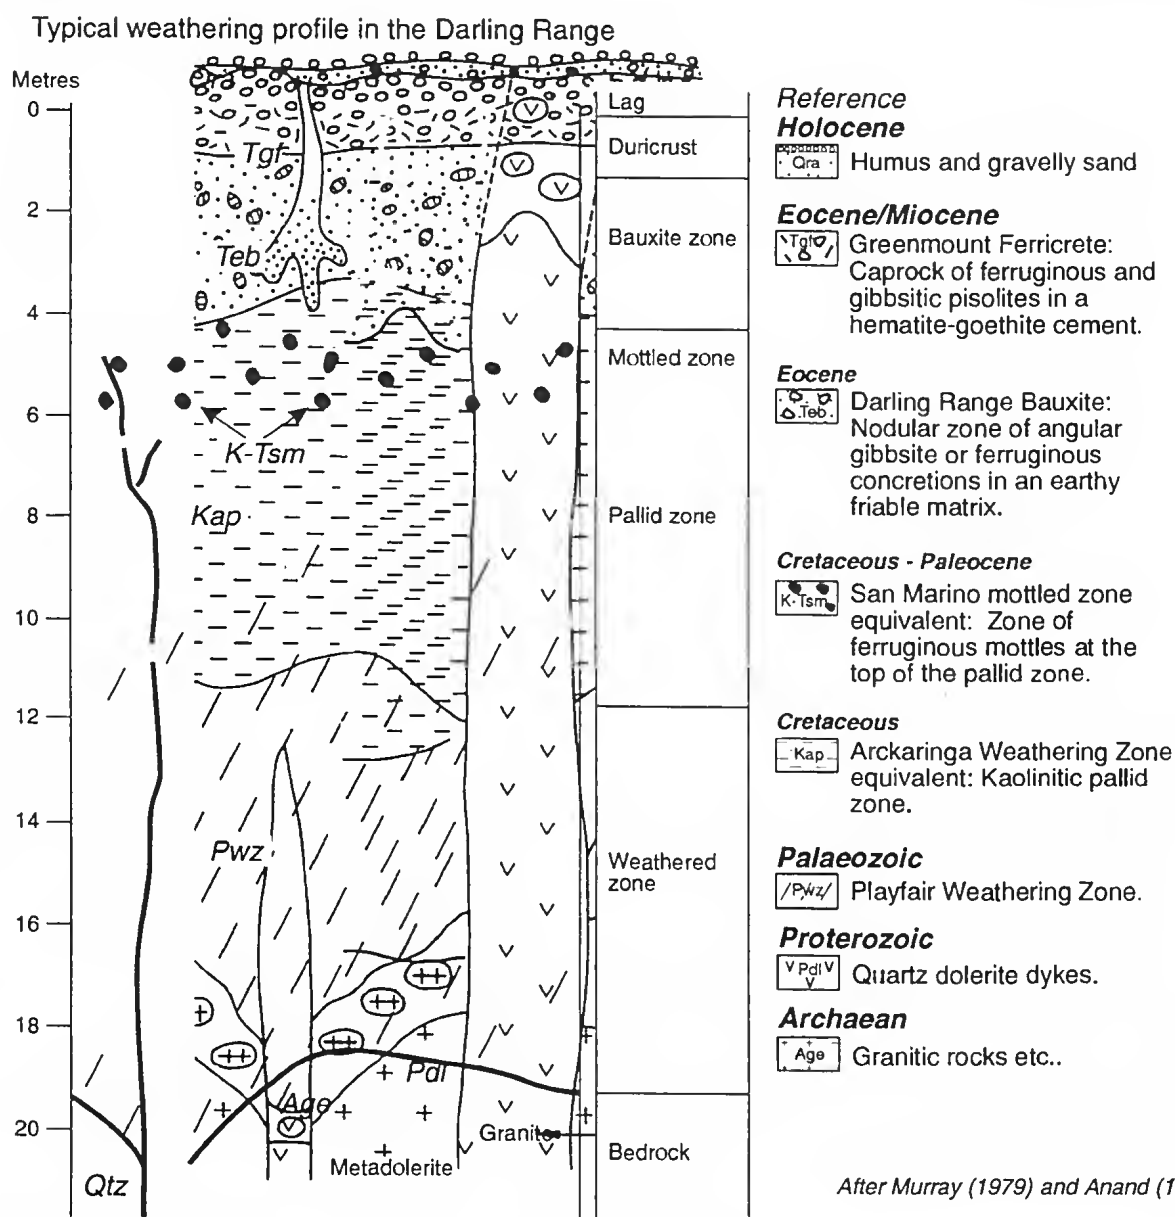 Typical weathering profile in the Darling Range
Metres
0
2
4
6
8
10
12
14
16
18
20
Tgf
Teb
K-Tsm
Kap
Pwz
Pdl
Age
Granite
Metadolerite
Qtz
Lag
Duricrust
Bauxite zone
Mottled zone
Pallid zone
Weathered
zone
Bedrock
Reference
Holocene
Qra Humus and gravelly sand
Eocene/Miocene
Tgf Greenmount Ferricrete:
Caprock of ferruginous and
gibbsitic pisolites in a
hematite-goethite cement.
Eocene
Teb Darling Range Bauxite:
Nodular zone of angular
gibbsite or ferruginous
concretions in an earthy
friable matrix.
Cretaceous - Paleocene
K-Tsm San Marino mottled zone
equivalent: Zone of
ferruginous mottles at the
top of the pallid zone.
Cretaceous
Kap Arckaringa Weathering Zone
equivalent: Kaolinitic pallid
zone.
Palaeozoic
Pwz Playfair Weathering Zone.
Proterozoic
Pdl Quartz dolerite dykes.
Archaean
Age Granitic rocks etc..
After Murray (1979) and Anand (1